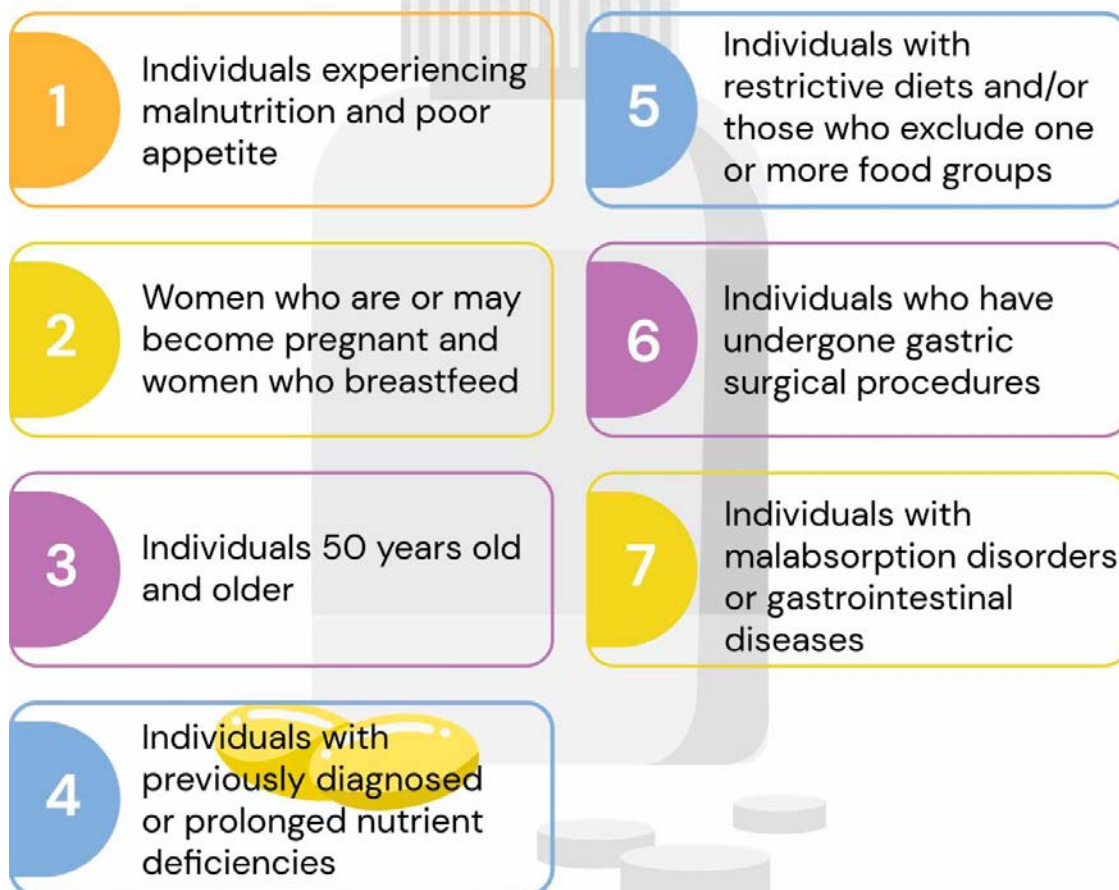 1
Individuals experiencing
malnutrition and poor
appetite
2
Women who are or may
become pregnant and
women who breastfeed
3
Individuals 50 years old
and older
4
Individuals with
previously diagnosed
or prolonged nutrient
deficiencies
5
Individuals with
restrictive diets and/or
those who exclude one
or more food groups
6
Individuals who have
undergone gastric
surgical procedures
7
Individuals with
malabsorption disorders
or gastrointestinal
diseases